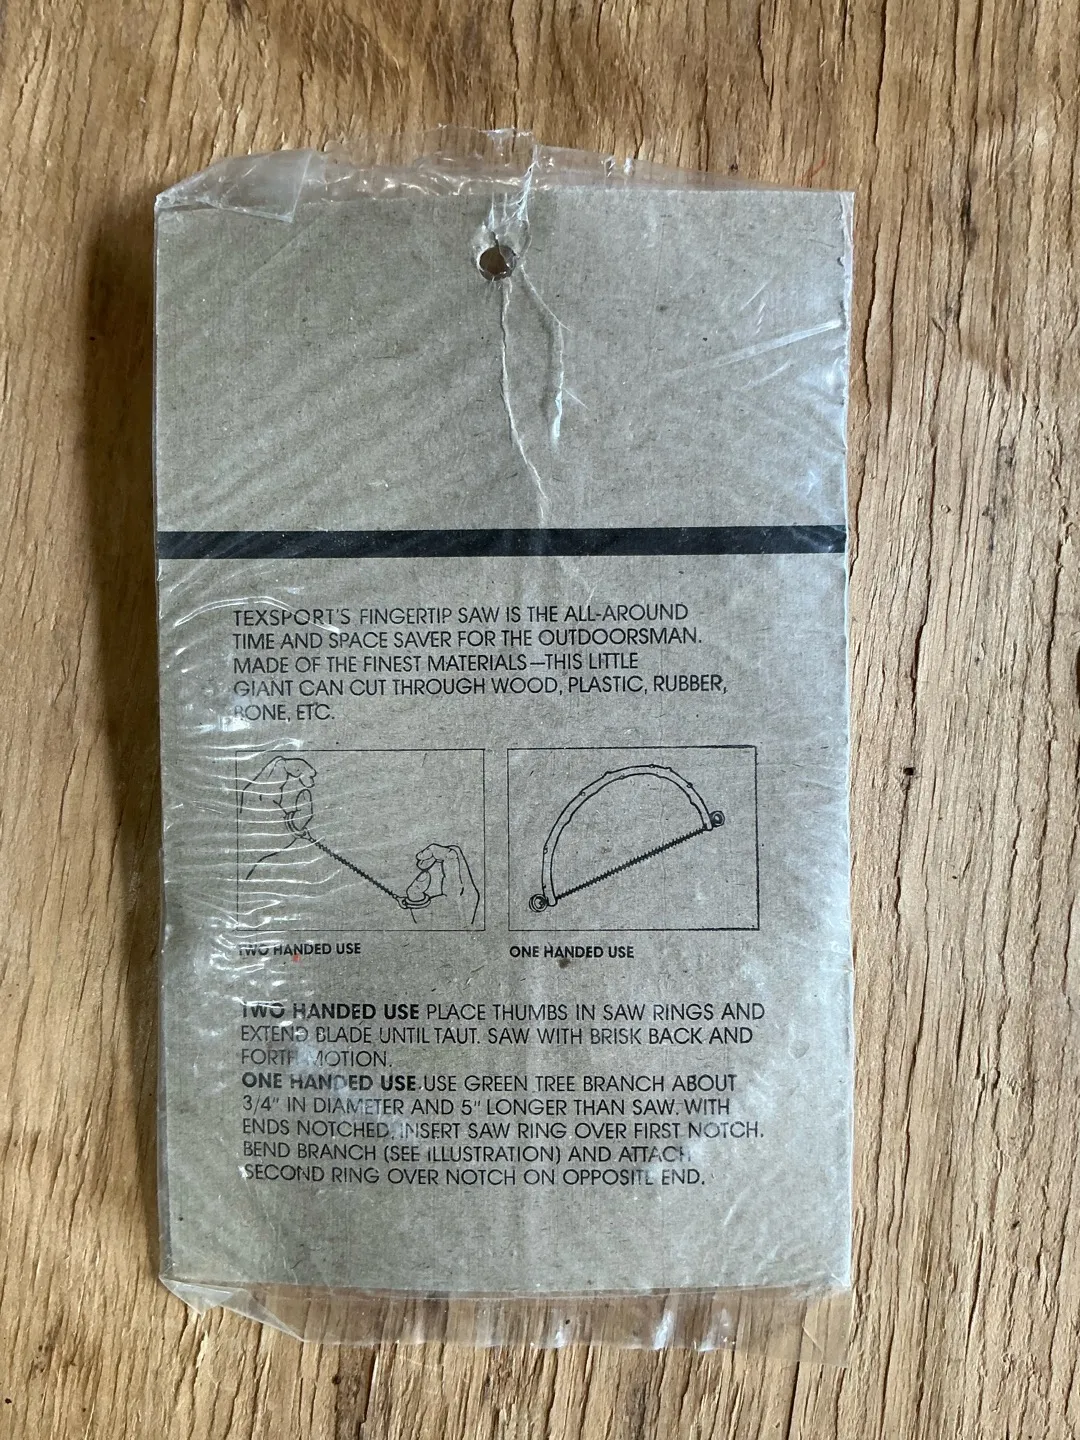 TEXSPORT'S FINGERTIP SAW IS THE ALL-AROUND
TIME AND SPACE SAVER FOR THE OUTDOORSMAN.
MADE OF THE FINEST MATERIALS—THIS LITTLE
GIANT CAN CUT THROUGH WOOD, PLASTIC, RUBBER,
BONE, ETC.
TWO HANDED USE
ONE HANDED USE
TWO HANDED USE PLACE THUMBS IN SAW RINGS AND
EXTEND BLADE UNTIL TAUT. SAW WITH BRISK BACK AND
FORTH MOTION.
ONE HANDED USE USE GREEN TREE BRANCH ABOUT
3/4" IN DIAMETER AND 5" LONGER THAN SAW. WITH
ENDS NOTCHED, INSERT SAW RING OVER FIRST NOTCH.
BEND BRANCH (SEE ILLUSTRATION) AND ATTACH
SECOND RING OVER NOTCH ON OPPOSITE END.